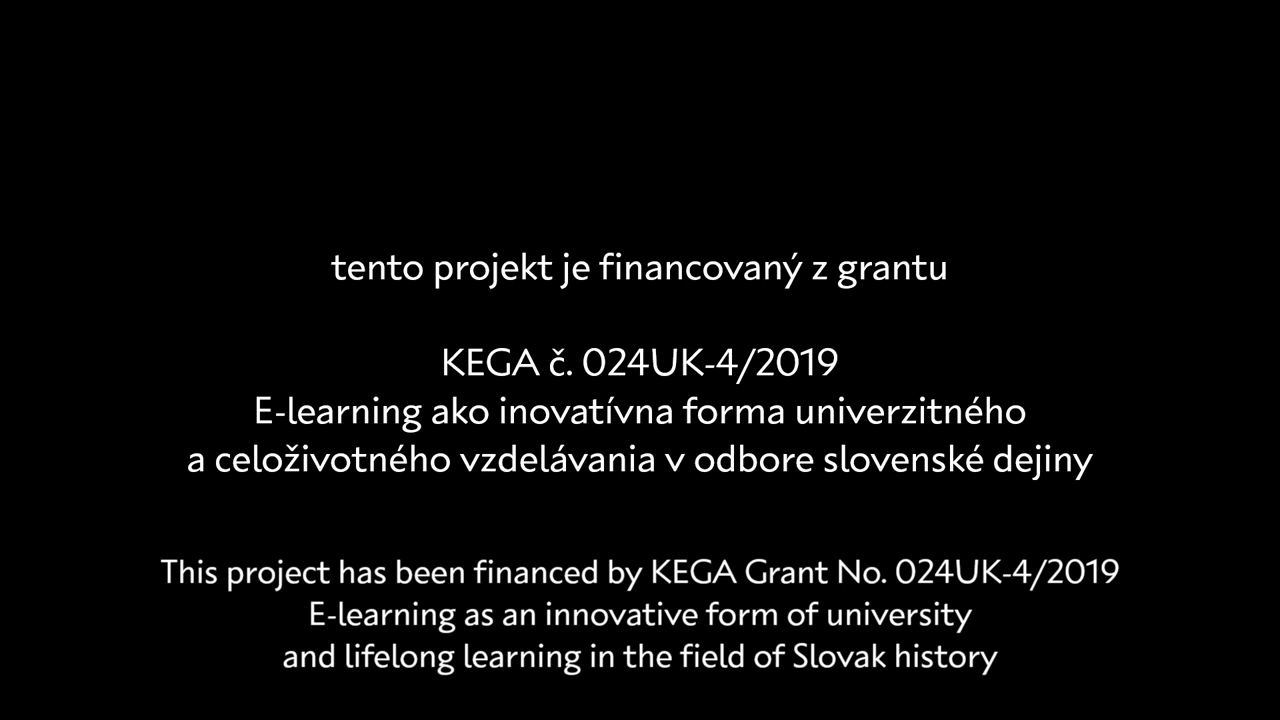 tento projekt je financovaný z grantu
KEGA č. 024UK-4/2019
E-learning ako inovatívna forma univerzitného
a celoživotného vzdelávania v odbore slovenské dejiny
This project has been financed by KEGA Grant No. 024UK-4/2019
E-learning as an innovative form of university
and lifelong learning in the field of Slovak history